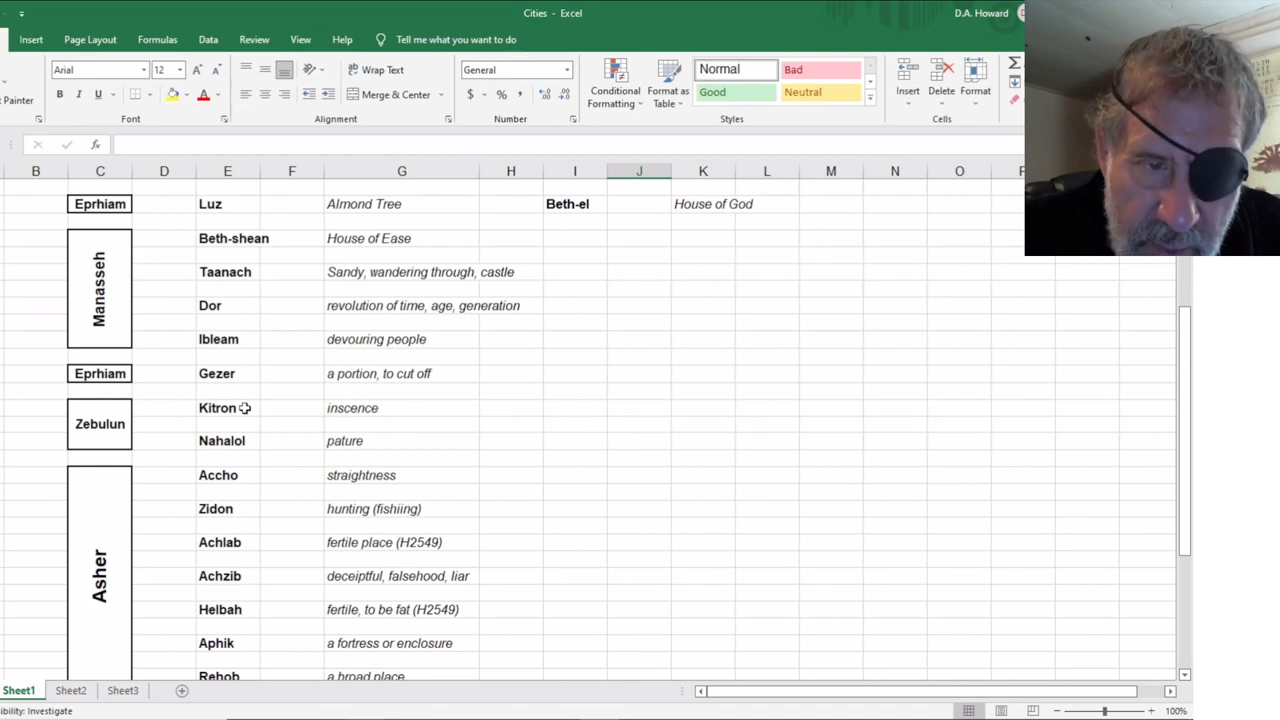 Cities - Excel
D.A. Howard
Insert Page Layout Formulas Data Review View Help Tell me what you want to do
Arial 12
Wrap Text
General
Conditional Formatting
Format as Table
Normal Bad
Good Neutral
Insert Delete Format
Painter
B I U
Merge & Center
$ % ,
Font Alignment Number Styles Cells
fx
B C D E F G H I J K L M N O
Eprhiam Luz Almond Tree Beth-el House of God
Manasseh
Beth-shean House of Ease
Taanach Sandy, wandering through, castle
Dor revolution of time, age, generation
Ibleam devouring people
Eprhiam Gezer a portion, to cut off
Zebulun
Kitron inscence
Nahalol pature
Asher
Accho straightness
Zidon hunting (fishiing)
Achlab fertile place (H2549)
Achzib deceiptful, falsehood, liar
Helbah fertile, to be fat (H2549)
Aphik a fortress or enclosure
Rehob a broad place
Sheet1 Sheet2 Sheet3
ibility: Investigate
100%